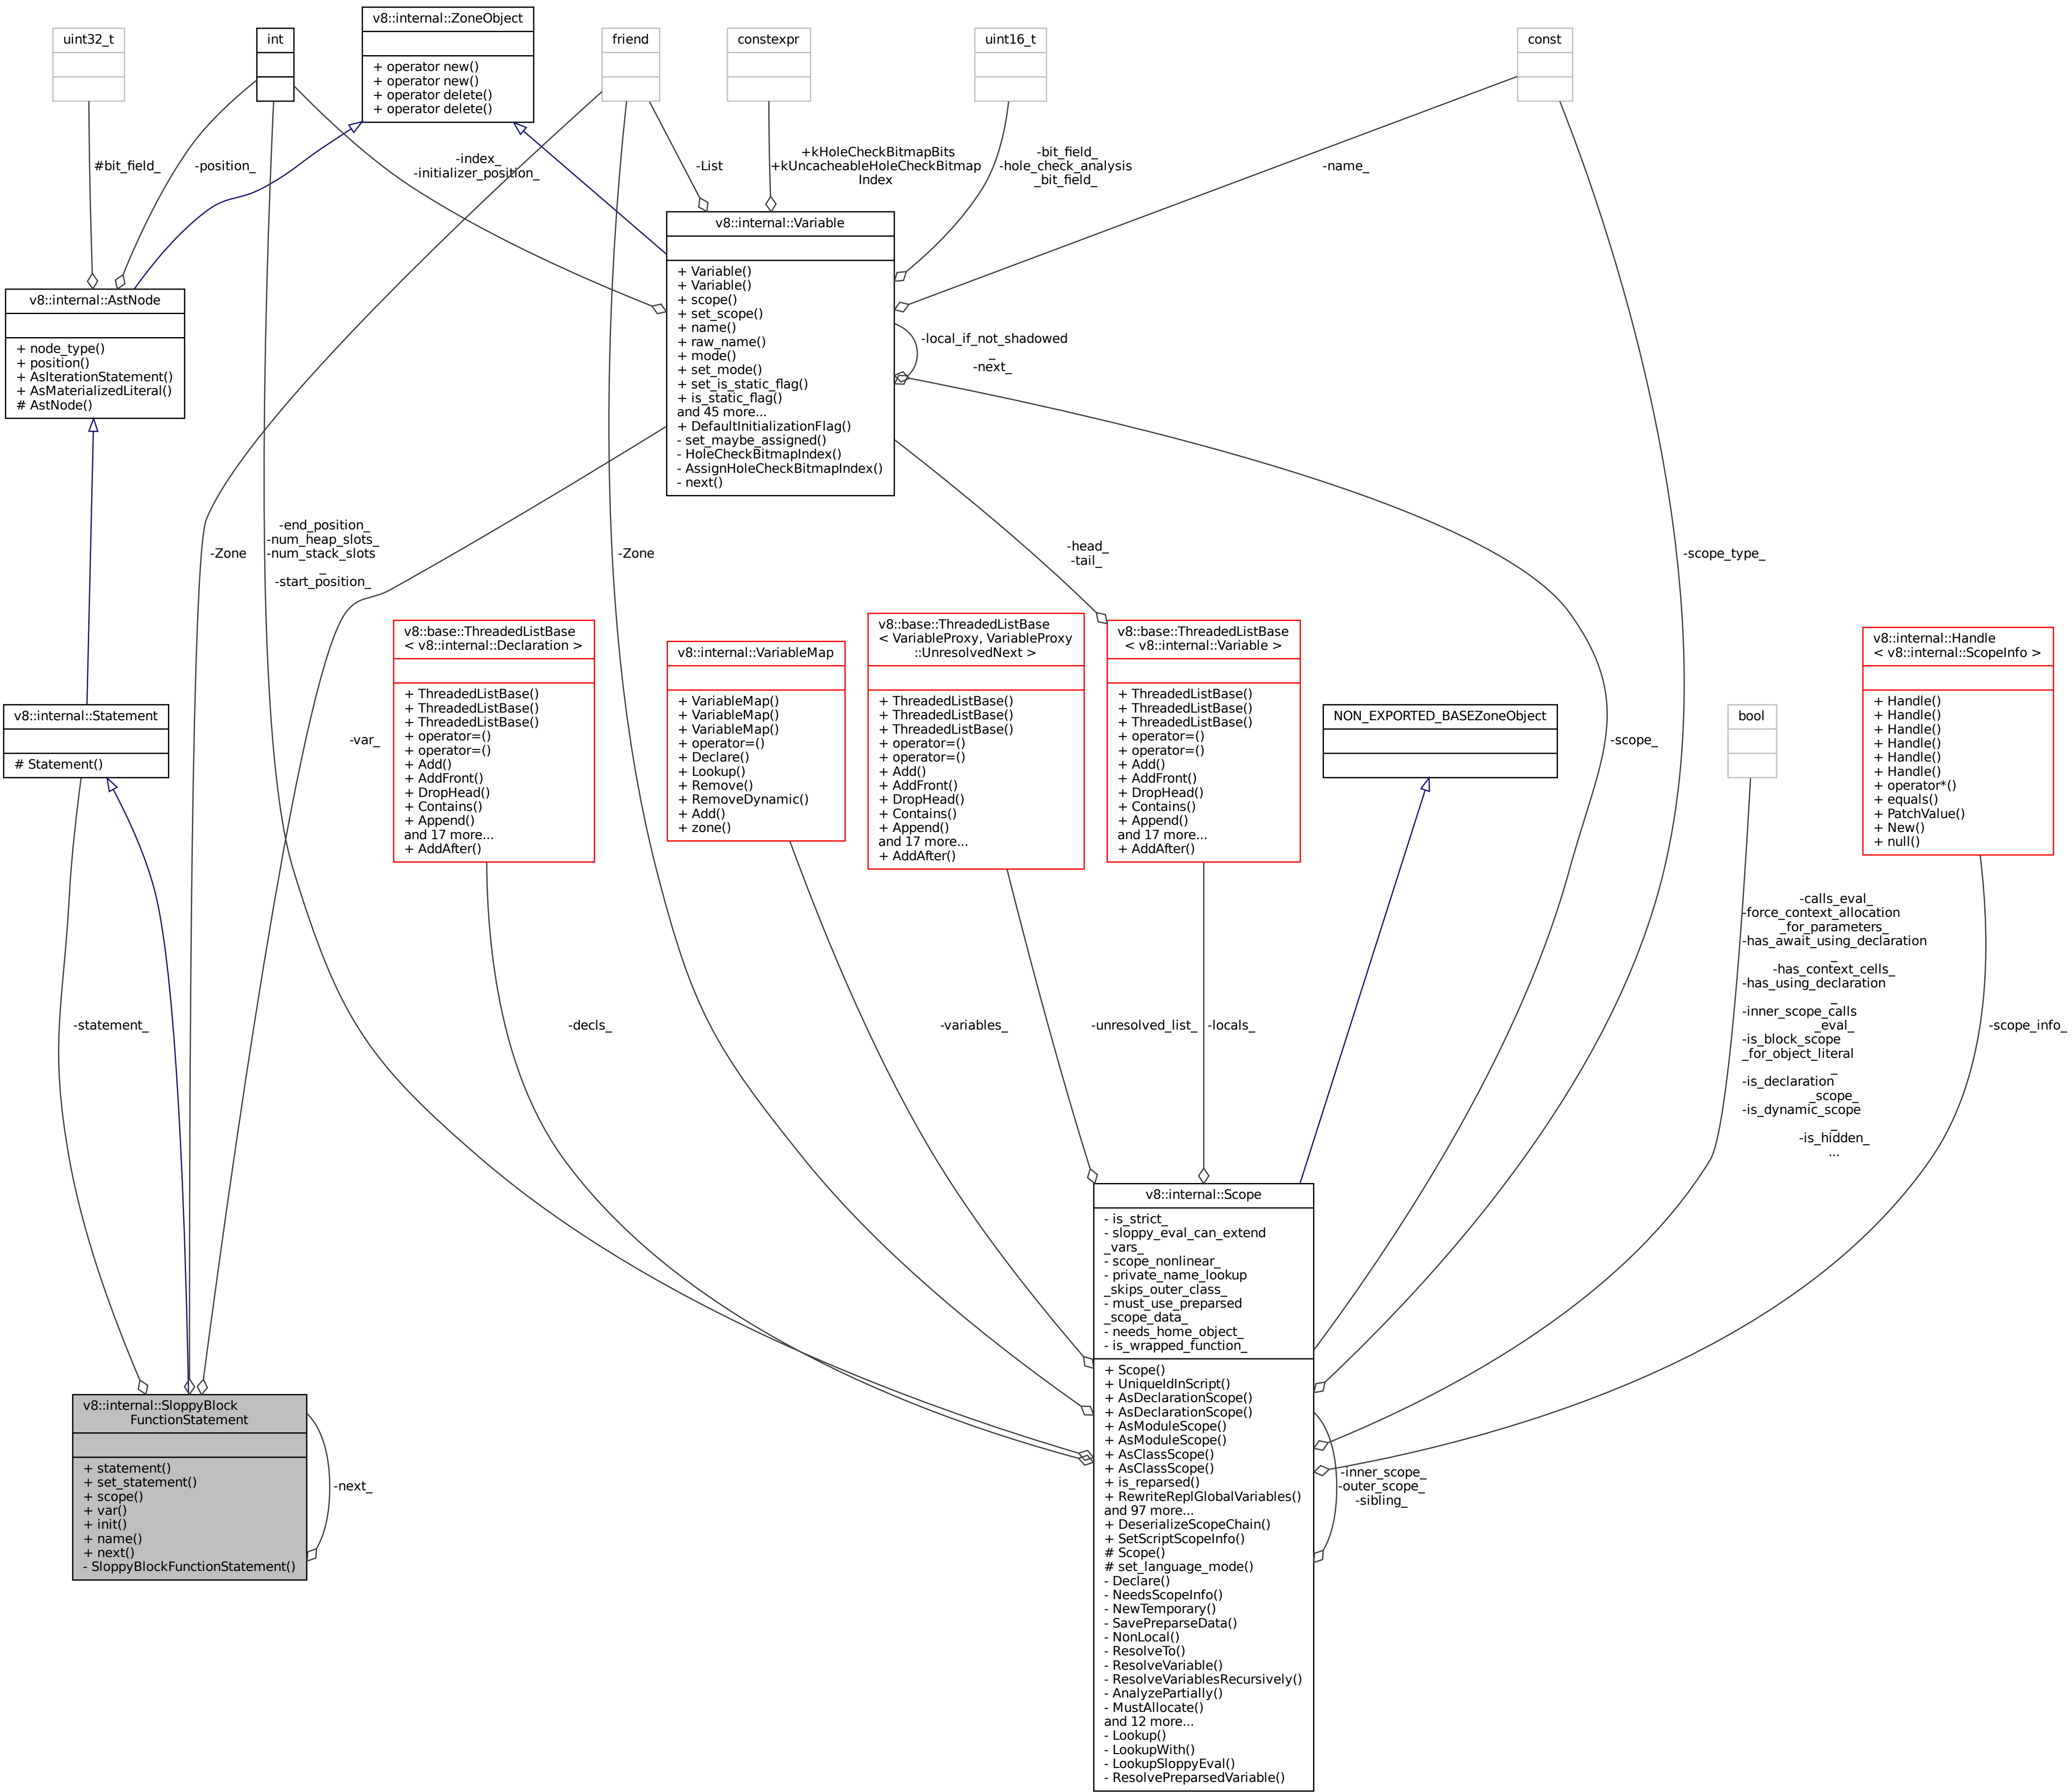 v8::internal::ZoneObject
+ operator new()
+ operator new()
+ operator delete()
+ operator delete()
uint32_t
int
friend
constexpr
uint16_t
const
#bit_field_
-position_
-index_
-initializer_position_
-List
+kHoleCheckBitmapBits
+kUncacheableHoleCheckBitmap
Index
-bit_field_
-hole_check_analysis
_bit_field_
-name_
v8::internal::Variable
+ Variable()
+ Variable()
+ scope()
+ set_scope()
+ name()
+ raw_name()
+ mode()
+ set_mode()
+ set_is_static_flag()
+ is_static_flag()
and 45 more...
+ DefaultInitializationFlag()
- set_maybe_assigned()
- HoleCheckBitmapIndex()
- AssignHoleCheckBitmapIndex()
- next()
v8::internal::AstNode
+ node_type()
+ position()
+ AsIterationStatement()
+ AsMaterializedLiteral()
# AstNode()
-local_if_not_shadowed
_
-next_
-Zone
-end_position_
-num_heap_slots_
-num_stack_slots
_
-start_position_
-Zone
-head_
-tail_
-scope_type_
v8::base::ThreadedListBase
< v8::internal::Declaration >
+ ThreadedListBase()
+ ThreadedListBase()
+ ThreadedListBase()
+ operator=()
+ operator=()
+ Add()
+ AddFront()
+ DropHead()
+ Contains()
+ Append()
and 17 more...
+ AddAfter()
v8::internal::VariableMap
+ VariableMap()
+ VariableMap()
+ VariableMap()
+ operator=()
+ Declare()
+ Lookup()
+ Remove()
+ RemoveDynamic()
+ Add()
+ zone()
v8::base::ThreadedListBase
< VariableProxy, VariableProxy
::UnresolvedNext >
+ ThreadedListBase()
+ ThreadedListBase()
+ ThreadedListBase()
+ operator=()
+ operator=()
+ Add()
+ AddFront()
+ DropHead()
+ Contains()
+ Append()
and 17 more...
+ AddAfter()
v8::base::ThreadedListBase
< v8::internal::Variable >
+ ThreadedListBase()
+ ThreadedListBase()
+ ThreadedListBase()
+ operator=()
+ operator=()
+ Add()
+ AddFront()
+ DropHead()
+ Contains()
+ Append()
and 17 more...
+ AddAfter()
v8::internal::Handle
< v8::internal::ScopeInfo >
+ Handle()
+ Handle()
+ Handle()
+ Handle()
+ Handle()
+ Handle()
+ operator*()
+ equals()
+ PatchValue()
+ New()
+ null()
v8::internal::Statement
# Statement()
-var_
NON_EXPORTED_BASEZoneObject
-scope_
bool
-calls_eval_
-force_context_allocation
_for_parameters_
-has_await_using_declaration
_
-has_context_cells_
-has_using_declaration
_
-inner_scope_calls
_eval_
-is_block_scope
_for_object_literal
_
-is_declaration
_scope_
-is_dynamic_scope
_
-is_hidden_
...
-statement_
-decls_
-variables_
-unresolved_list_
-locals_
-scope_info_
v8::internal::Scope
- is_strict_
- sloppy_eval_can_extend
_vars_
- scope_nonlinear_
- private_name_lookup
_skips_outer_class_
- must_use_preparsed
_scope_data_
- needs_home_object_
- is_wrapped_function_
+ Scope()
+ UniqueIdInScript()
+ AsDeclarationScope()
+ AsDeclarationScope()
+ AsModuleScope()
+ AsModuleScope()
+ AsClassScope()
+ AsClassScope()
+ is_reparsed()
+ RewriteReplGlobalVariables()
and 97 more...
+ DeserializeScopeChain()
+ SetScriptScopeInfo()
# Scope()
# set_language_mode()
- Declare()
- NeedsScopeInfo()
- NewTemporary()
- SavePreparseData()
- NonLocal()
- ResolveTo()
- ResolveVariable()
- ResolveVariablesRecursively()
- AnalyzePartially()
- MustAllocate()
and 12 more...
- Lookup()
- LookupWith()
- LookupSloppyEval()
- ResolvePreparsedVariable()
-inner_scope_
-outer_scope_
-sibling_
v8::internal::SloppyBlock
FunctionStatement
+ statement()
+ set_statement()
+ scope()
+ var()
+ init()
+ name()
+ next()
- SloppyBlockFunctionStatement()
-next_